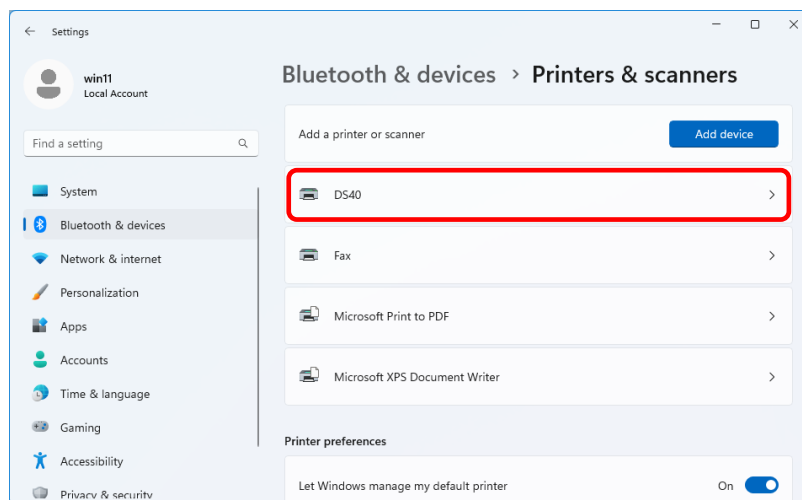 Settings
win11
Local Account
Find a setting
System
Bluetooth & devices
Network & internet
Personalization
Apps
Accounts
Time & language
Gaming
Accessibility
Privacy & security
Bluetooth & devices > Printers & scanners
Add a printer or scanner
Add device
DS40
Fax
Microsoft Print to PDF
Microsoft XPS Document Writer
Printer preferences
Let Windows manage my default printer
On